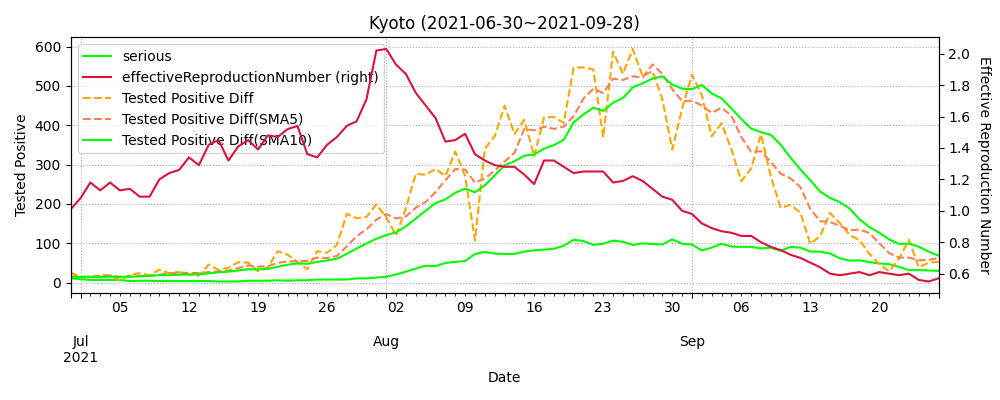 Kyoto (2021-06-30~2021-09-28)
serious
effectiveReproductionNumber (right)
Tested Positive Diff
Tested Positive Diff(SMA5)
Tested Positive Diff(SMA10)
Tested Positive
600
500
400
300
200
100
0
2.0
1.8
1.6
1.4
1.2
1.0
0.8
0.6
Effective Reproduction Number
05 12 19 26 02 09 16 23 30 06 13 20
Jul Aug Sep
2021
Date